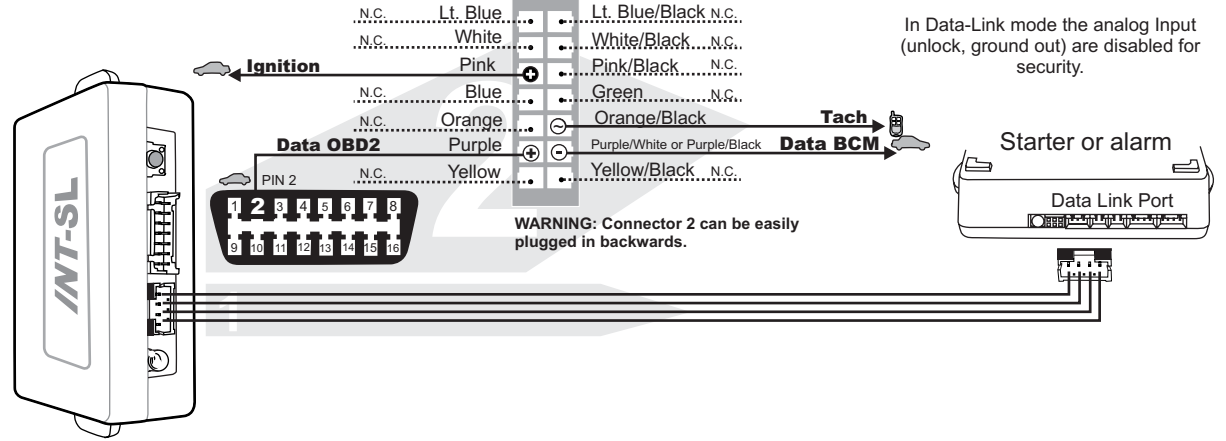 N.C. Lt. Blue Lt. Blue/Black N.C.
N.C. White White/Black N.C.
Ignition Pink Pink/Black N.C.
N.C. Blue Green N.C.
N.C. Orange Orange/Black Tach
Data OBD2 Purple Purple/White or Purple/Black Data BCM
N.C. Yellow Yellow/Black N.C.
PIN 2
1 2 3 4 5 6 7 8
9 10 11 12 13 14 15 16
WARNING: Connector 2 can be easily
plugged in backwards.
In Data-Link mode the analog Input
(unlock, ground out) are disabled for
security.
Starter or alarm
Data Link Port
INT-SL
2
1